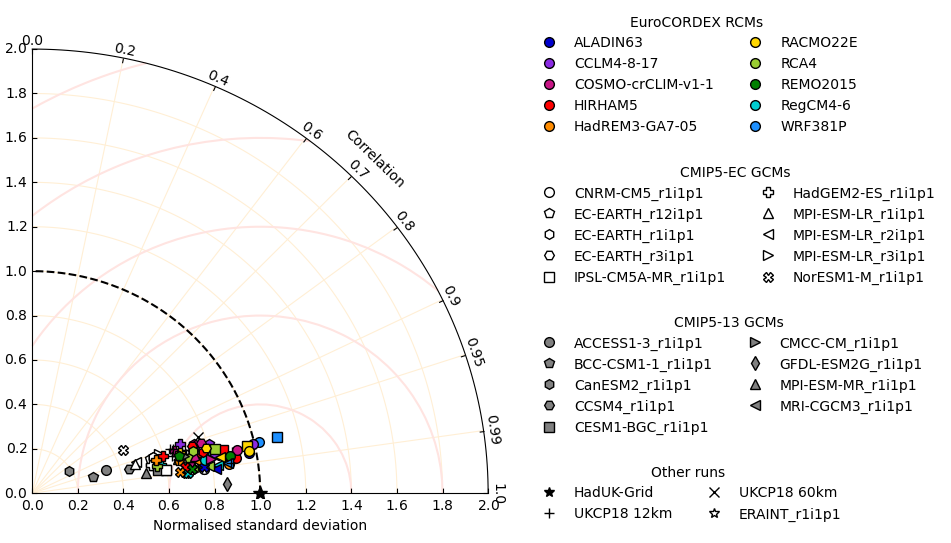 0.0
0.2
0.4
0.6
0.7
0.8
0.9
0.95
0.99
1.0
Correlation
2.0
1.8
1.6
1.4
1.2
1.0
0.8
0.6
0.4
0.2
0.0
0.0 0.2 0.4 0.6 0.8 1.0 1.2 1.4 1.6 1.8 2.0
Normalised standard deviation
EuroCORDEX RCMs
ALADIN63 RACMO22E
CCLM4-8-17 RCA4
COSMO-crCLIM-v1-1 REMO2015
HIRHAM5 RegCM4-6
HadREM3-GA7-05 WRF381P
CMIP5-EC GCMs
CNRM-CM5_r1i1p1 HadGEM2-ES_r1i1p1
EC-EARTH_r12i1p1 MPI-ESM-LR_r1i1p1
EC-EARTH_r1i1p1 MPI-ESM-LR_r2i1p1
EC-EARTH_r3i1p1 MPI-ESM-LR_r3i1p1
IPSL-CM5A-MR_r1i1p1 NorESM1-M_r1i1p1
CMIP5-13 GCMs
ACCESS1-3_r1i1p1 CMCC-CM_r1i1p1
BCC-CSM1-1_r1i1p1 GFDL-ESM2G_r1i1p1
CanESM2_r1i1p1 MPI-ESM-MR_r1i1p1
CCSM4_r1i1p1 MRI-CGCM3_r1i1p1
CESM1-BGC_r1i1p1
Other runs
HadUK-Grid UKCP18 60km
UKCP18 12km ERAINT_r1i1p1